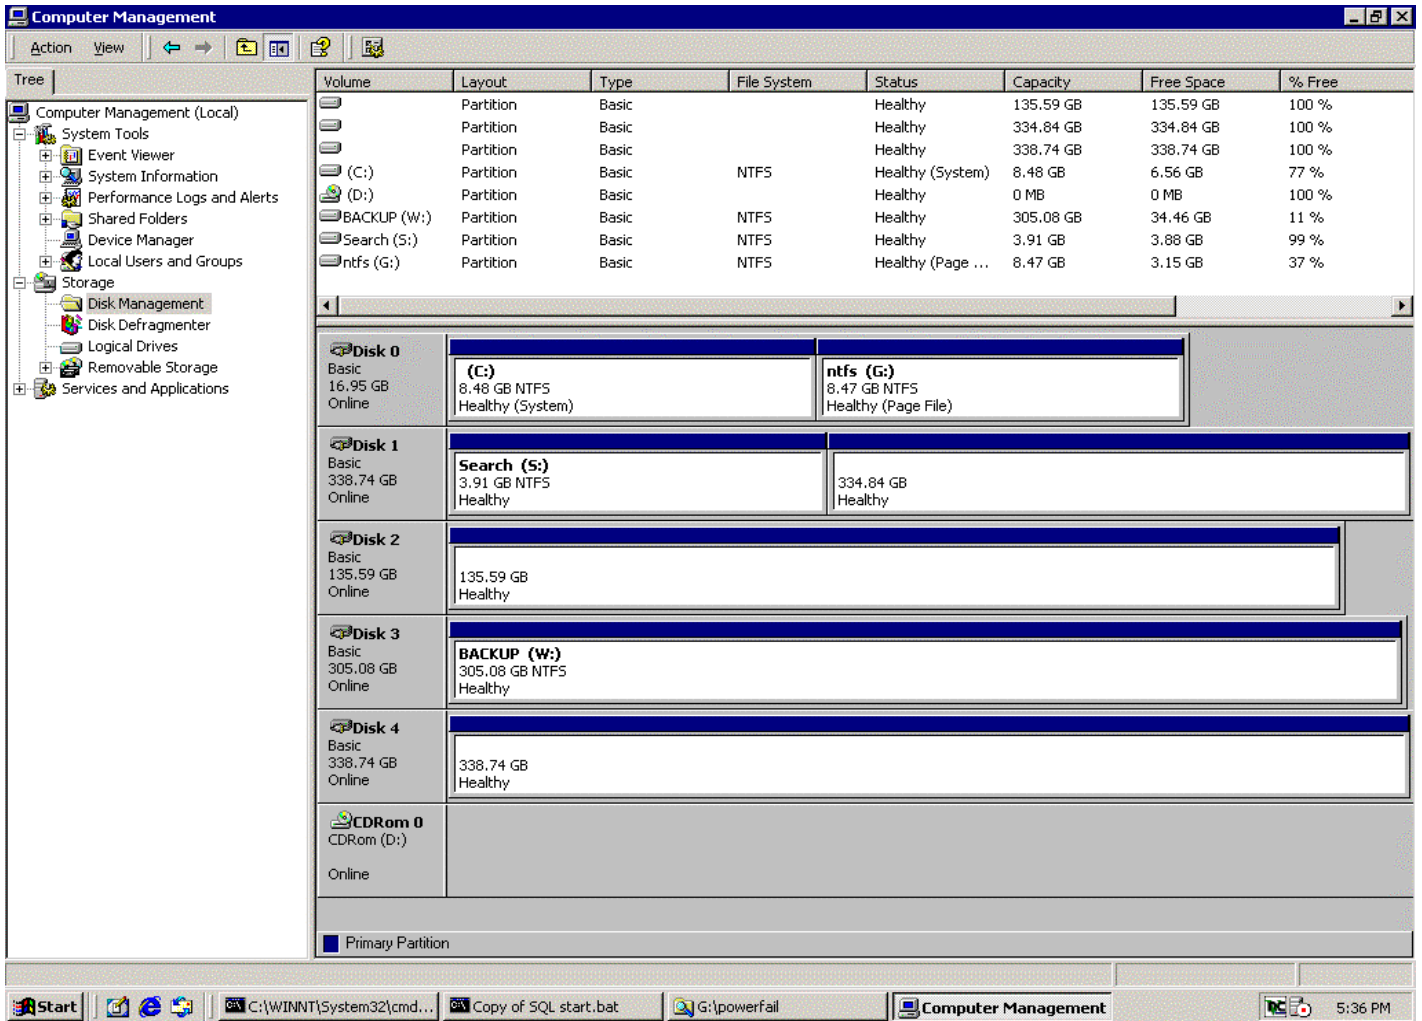 Computer Management
Action View
Tree
Computer Management (Local)
System Tools
Event Viewer
System Information
Performance Logs and Alerts
Shared Folders
Device Manager
Local Users and Groups
Storage
Disk Management
Disk Defragmenter
Logical Drives
Removable Storage
Services and Applications
Volume Layout Type File System Status Capacity Free Space % Free
Partition Basic Healthy 135.59 GB 135.59 GB 100 %
Partition Basic Healthy 334.84 GB 334.84 GB 100 %
Partition Basic Healthy 338.74 GB 338.74 GB 100 %
(C:) Partition Basic NTFS Healthy (System) 8.48 GB 6.56 GB 77 %
(D:) Partition Basic Healthy 0 MB 0 MB 100 %
BACKUP (W:) Partition Basic NTFS Healthy 305.08 GB 34.46 GB 11 %
Search (S:) Partition Basic NTFS Healthy 3.91 GB 3.88 GB 99 %
ntfs (G:) Partition Basic NTFS Healthy (Page ... 8.47 GB 3.15 GB 37 %
Disk 0
Basic
16.95 GB
Online
(C:)
8.48 GB NTFS
Healthy (System)
ntfs (G:)
8.47 GB NTFS
Healthy (Page File)
Disk 1
Basic
338.74 GB
Online
Search (S:)
3.91 GB NTFS
Healthy
334.84 GB
Healthy
Disk 2
Basic
135.59 GB
Online
135.59 GB
Healthy
Disk 3
Basic
305.08 GB
Online
BACKUP (W:)
305.08 GB NTFS
Healthy
Disk 4
Basic
338.74 GB
Online
338.74 GB
Healthy
CDRom 0
CDRom (D:)
Online
Primary Partition
Start C:\WINNT\System32\cmd... Copy of SQL start.bat G:\powerfail Computer Management 5:36 PM